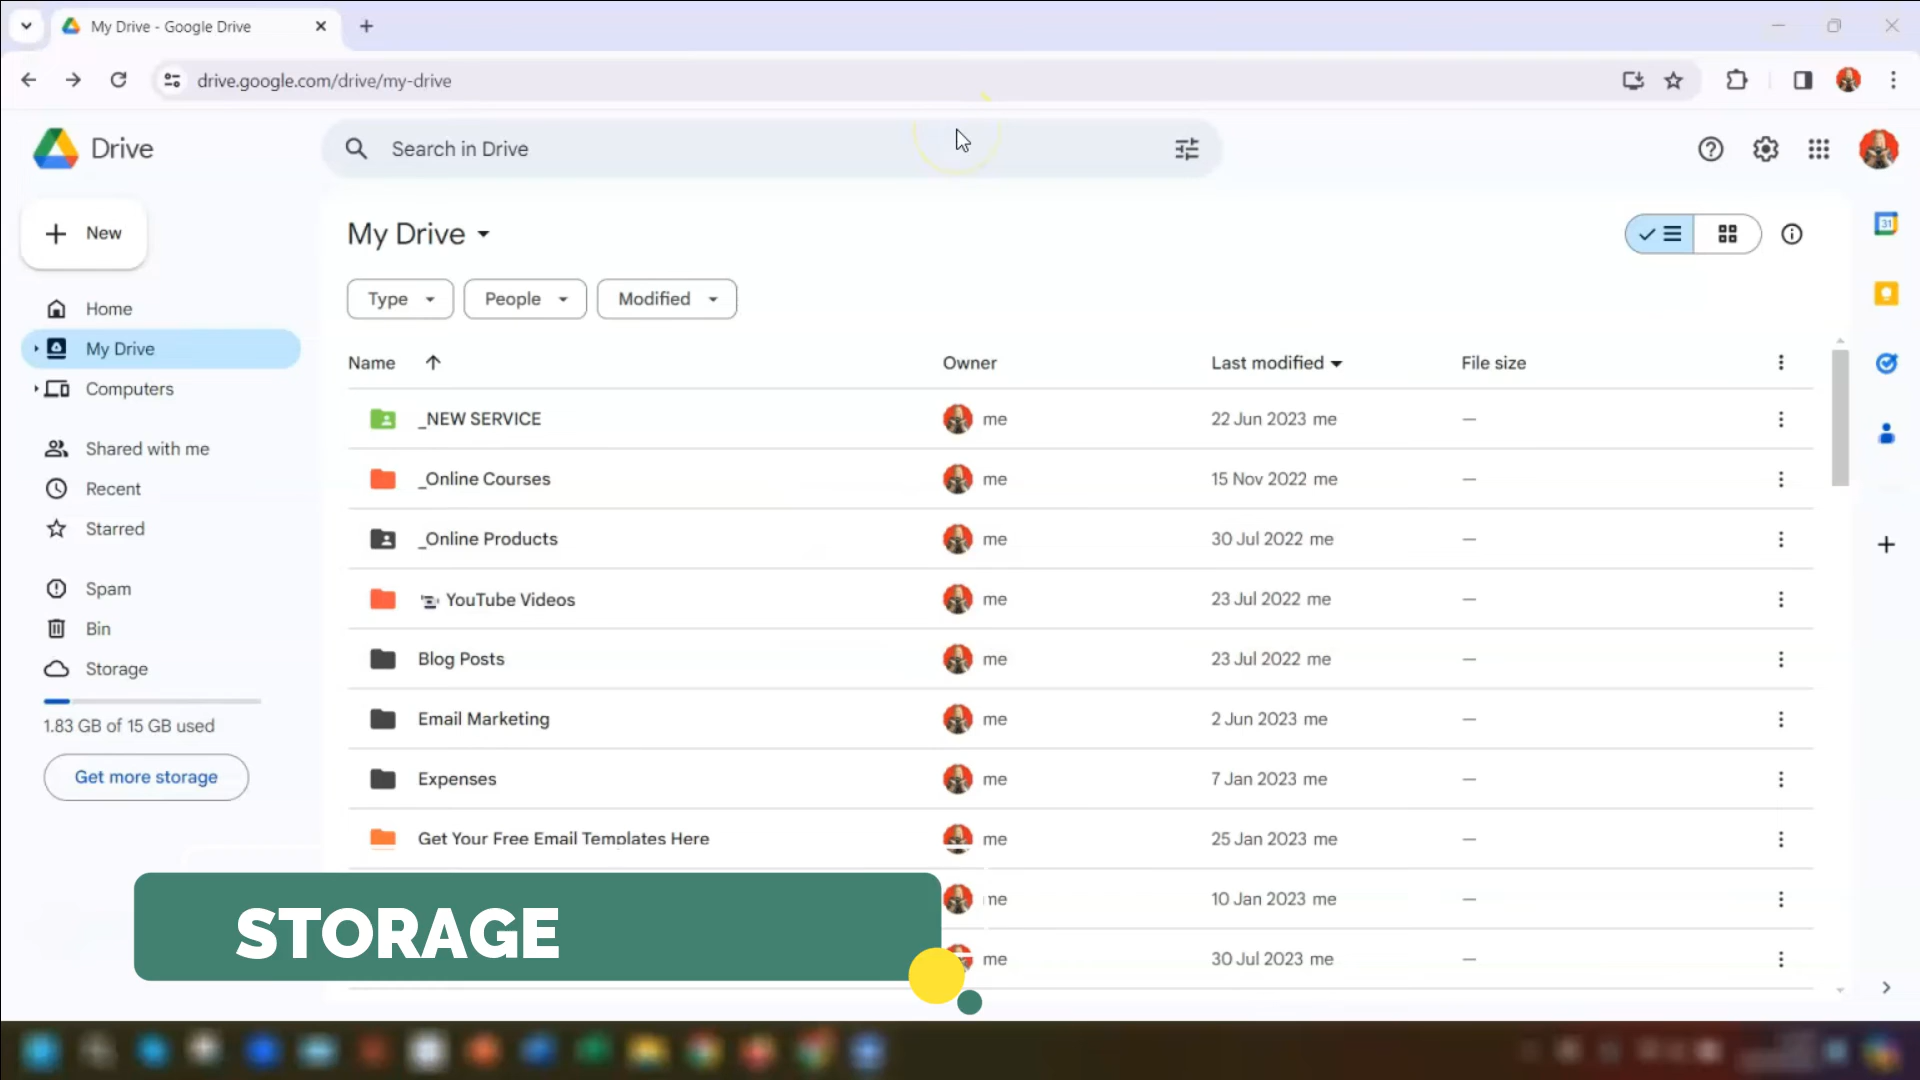 My Drive - Google Drive
drive.google.com/drive/my-drive
Drive
Search in Drive
New
My Drive
Type
People
Modified
Home
My Drive
Computers
Shared with me
Recent
Starred
Spam
Bin
Storage
1.83 GB of 15 GB used
Get more storage
Name Owner Last modified File size
_NEW SERVICE me 22 Jun 2023 me —
_Online Courses me 15 Nov 2022 me —
_Online Products me 30 Jul 2022 me —
YouTube Videos me 23 Jul 2022 me —
Blog Posts me 23 Jul 2022 me —
Email Marketing me 2 Jun 2023 me —
Expenses me 7 Jan 2023 me —
Get Your Free Email Templates Here me 25 Jan 2023 me —
me 10 Jan 2023 me —
me 30 Jul 2023 me —
STORAGE
31